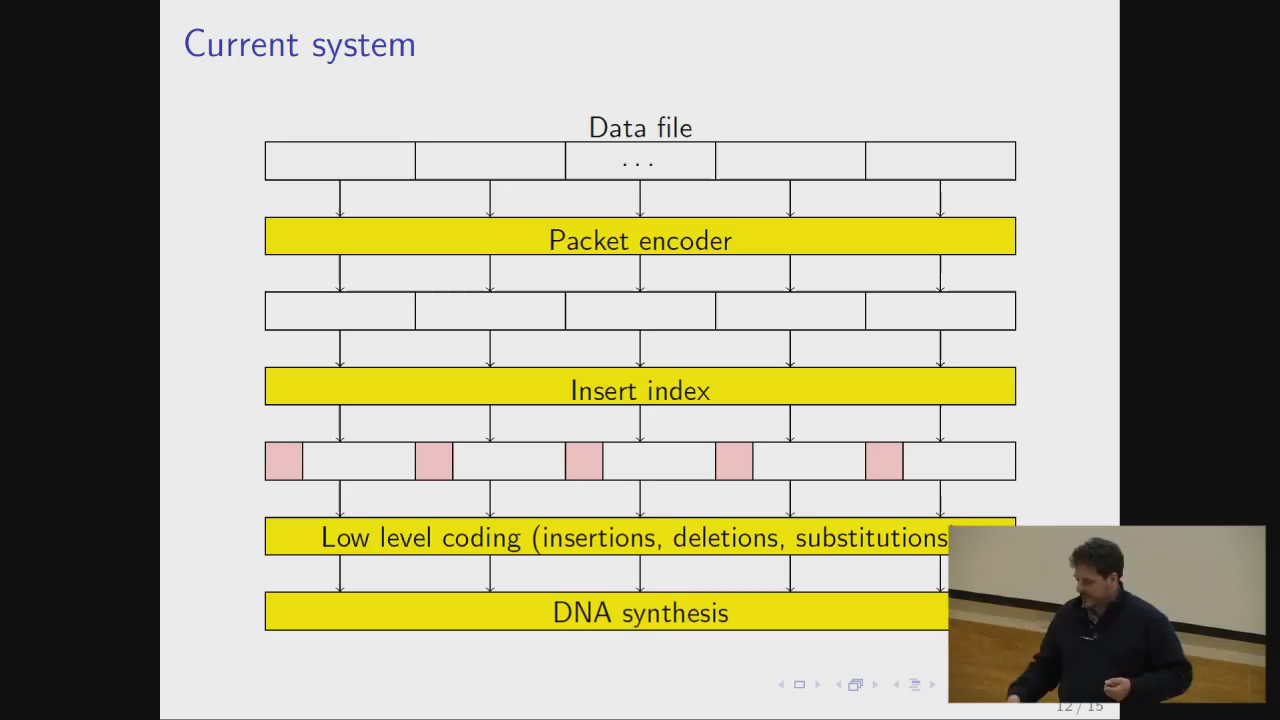 Current system
Data file
...
Packet encoder
Insert index
Low level coding (insertions, deletions, substitutions
DNA synthesis
12 / 15